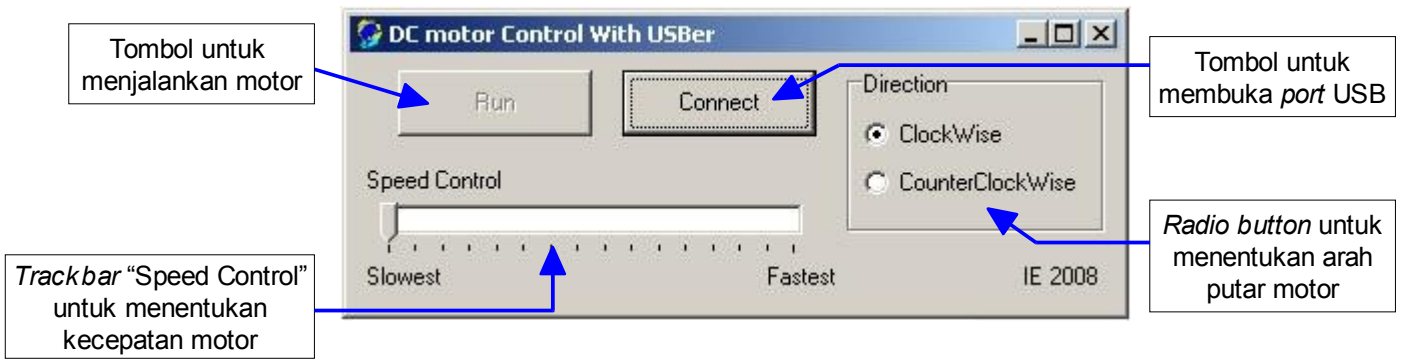 Tombol untuk
menjalankan motor
DC motor Control With USBer
Run
Connect
Direction
ClockWise
CounterClockWise
Speed Control
Slowest
Fastest
IE 2008
Tombol untuk
membuka port USB
Radio button untuk
menentukan arah
putar motor
Trackbar “Speed Control”
untuk menentukan
kecepatan motor